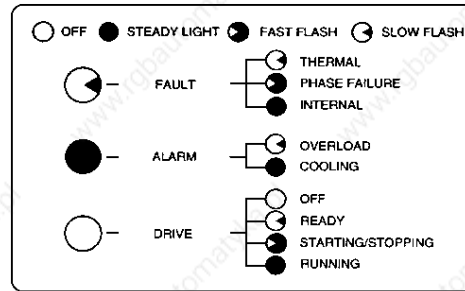 OFF STEADY LIGHT FAST FLASH SLOW FLASH
FAULT
THERMAL
PHASE FAILURE
INTERNAL
ALARM
OVERLOAD
COOLING
DRIVE
OFF
READY
STARTING/STOPPING
RUNNING